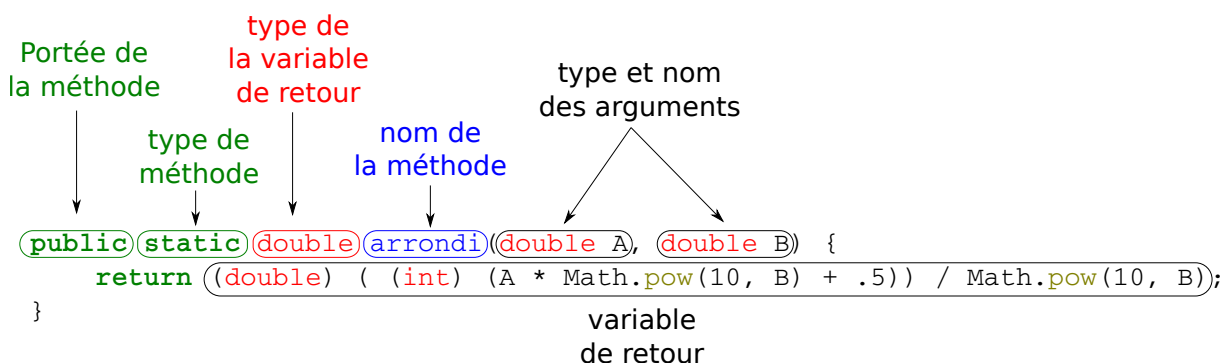 Portée de
la méthode
type de
méthode
type de
la variable
de retour
nom de
la méthode
type et nom
des arguments
public static double arrondi(double A, double B) {
return (double) ( (int) (A * Math.pow(10, B) + .5)) / Math.pow(10, B);
}
variable
de retour